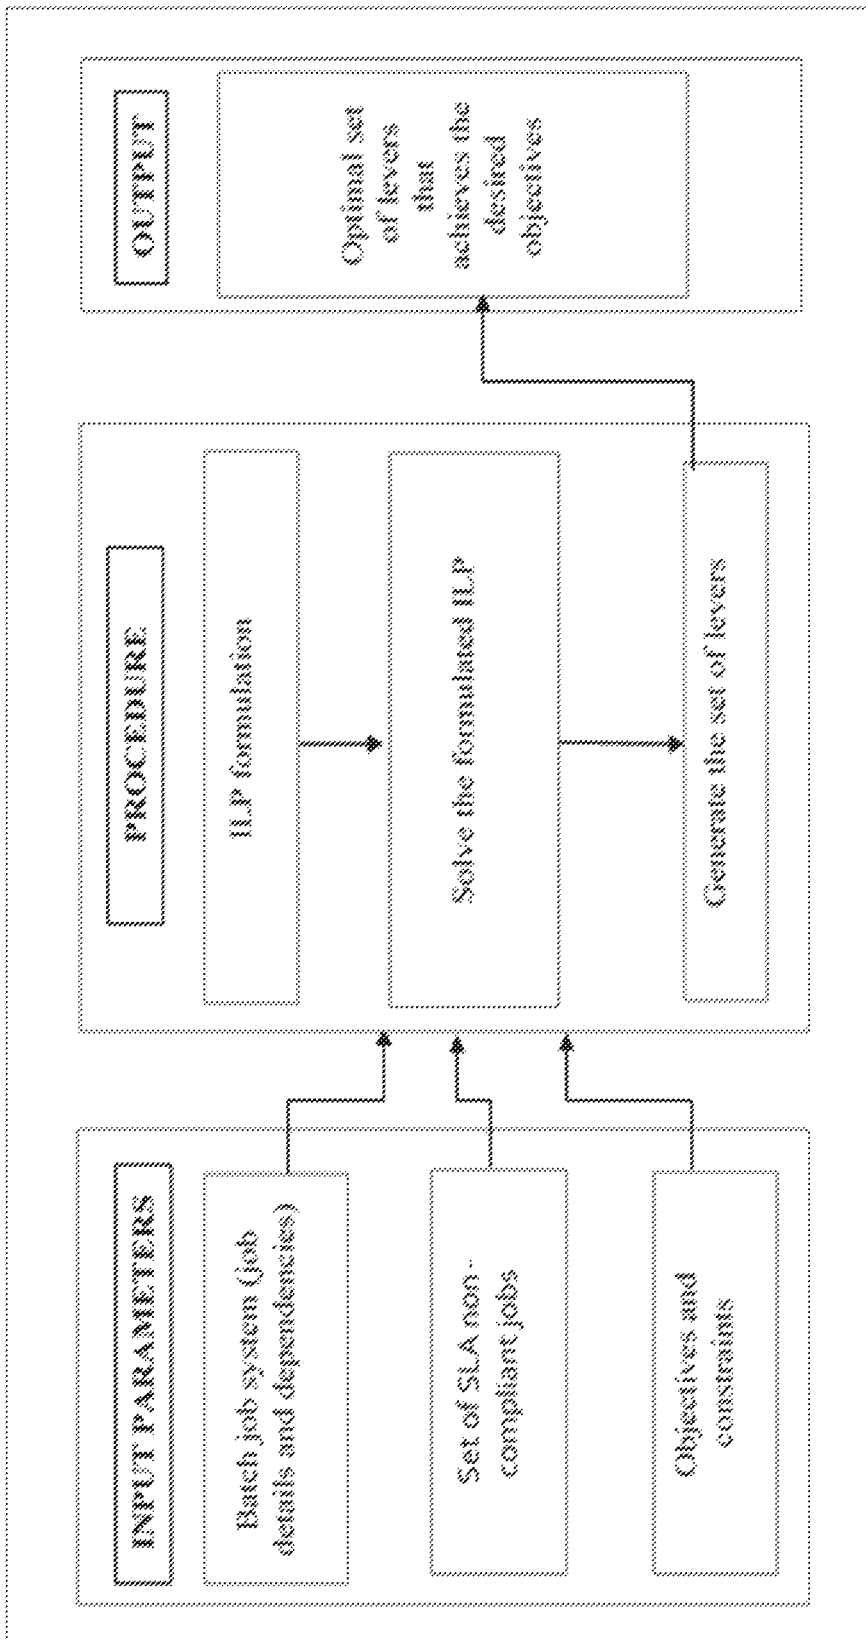 INPUT PARAMETERS
Batch job system (job
details and dependencies)
Set of SLA non-
compliant jobs
Objectives and
constraints
PROCEDURE
ILP formulation
Solve the formulated ILP
Generate the set of levers
OUTPUT
Optimal set
of levers
that
achieves the
desired
objectives